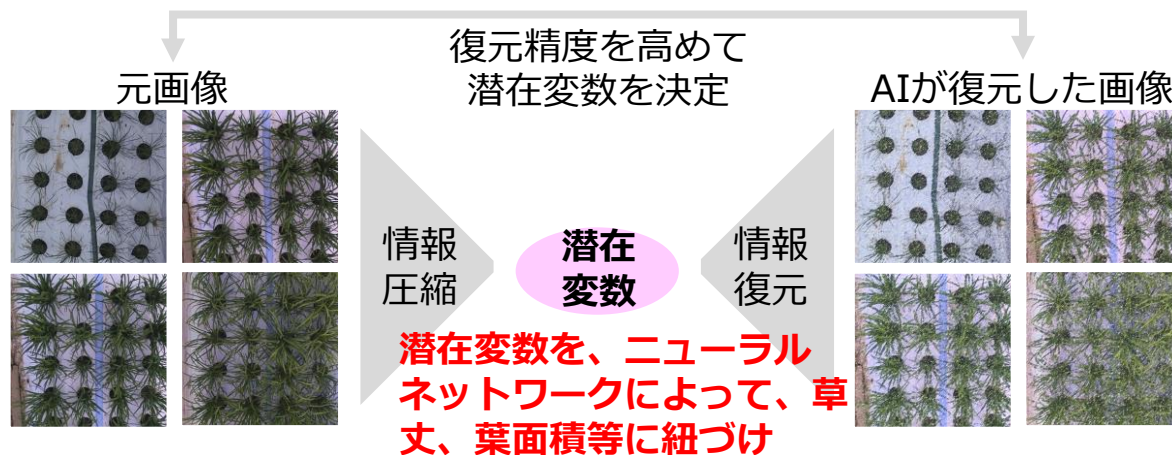 復元精度を高めて
潜在変数を決定
元画像
AIが復元した画像
情報
圧縮
潜在
変数
情報
復元
潜在変数を、ニューラル
ネットワークによって、草
丈、葉面積等に紐づけ